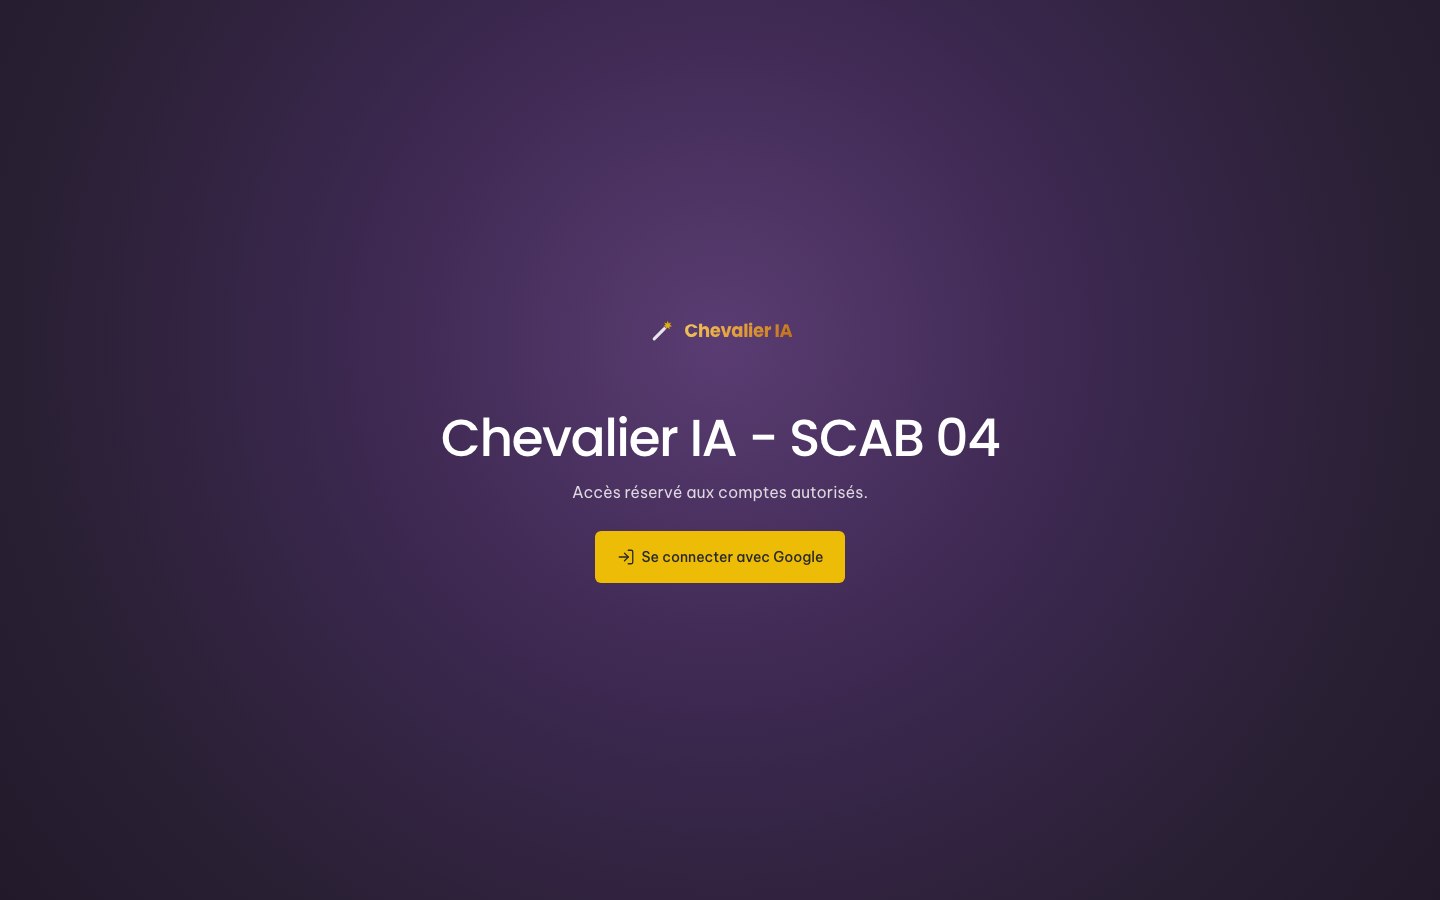 Chevalier IA
Chevalier IA - SCAB 04
Accès réservé aux comptes autorisés.
Se connecter avec Google